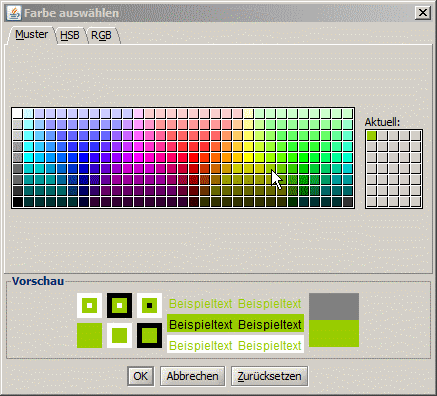 Farbe auswählen
Muster HSB RGB
Aktuell:
Vorschau
Beispieltext Beispieltext
Beispieltext Beispieltext
Beispieltext Beispieltext
OK Abbrechen Zurücksetzen